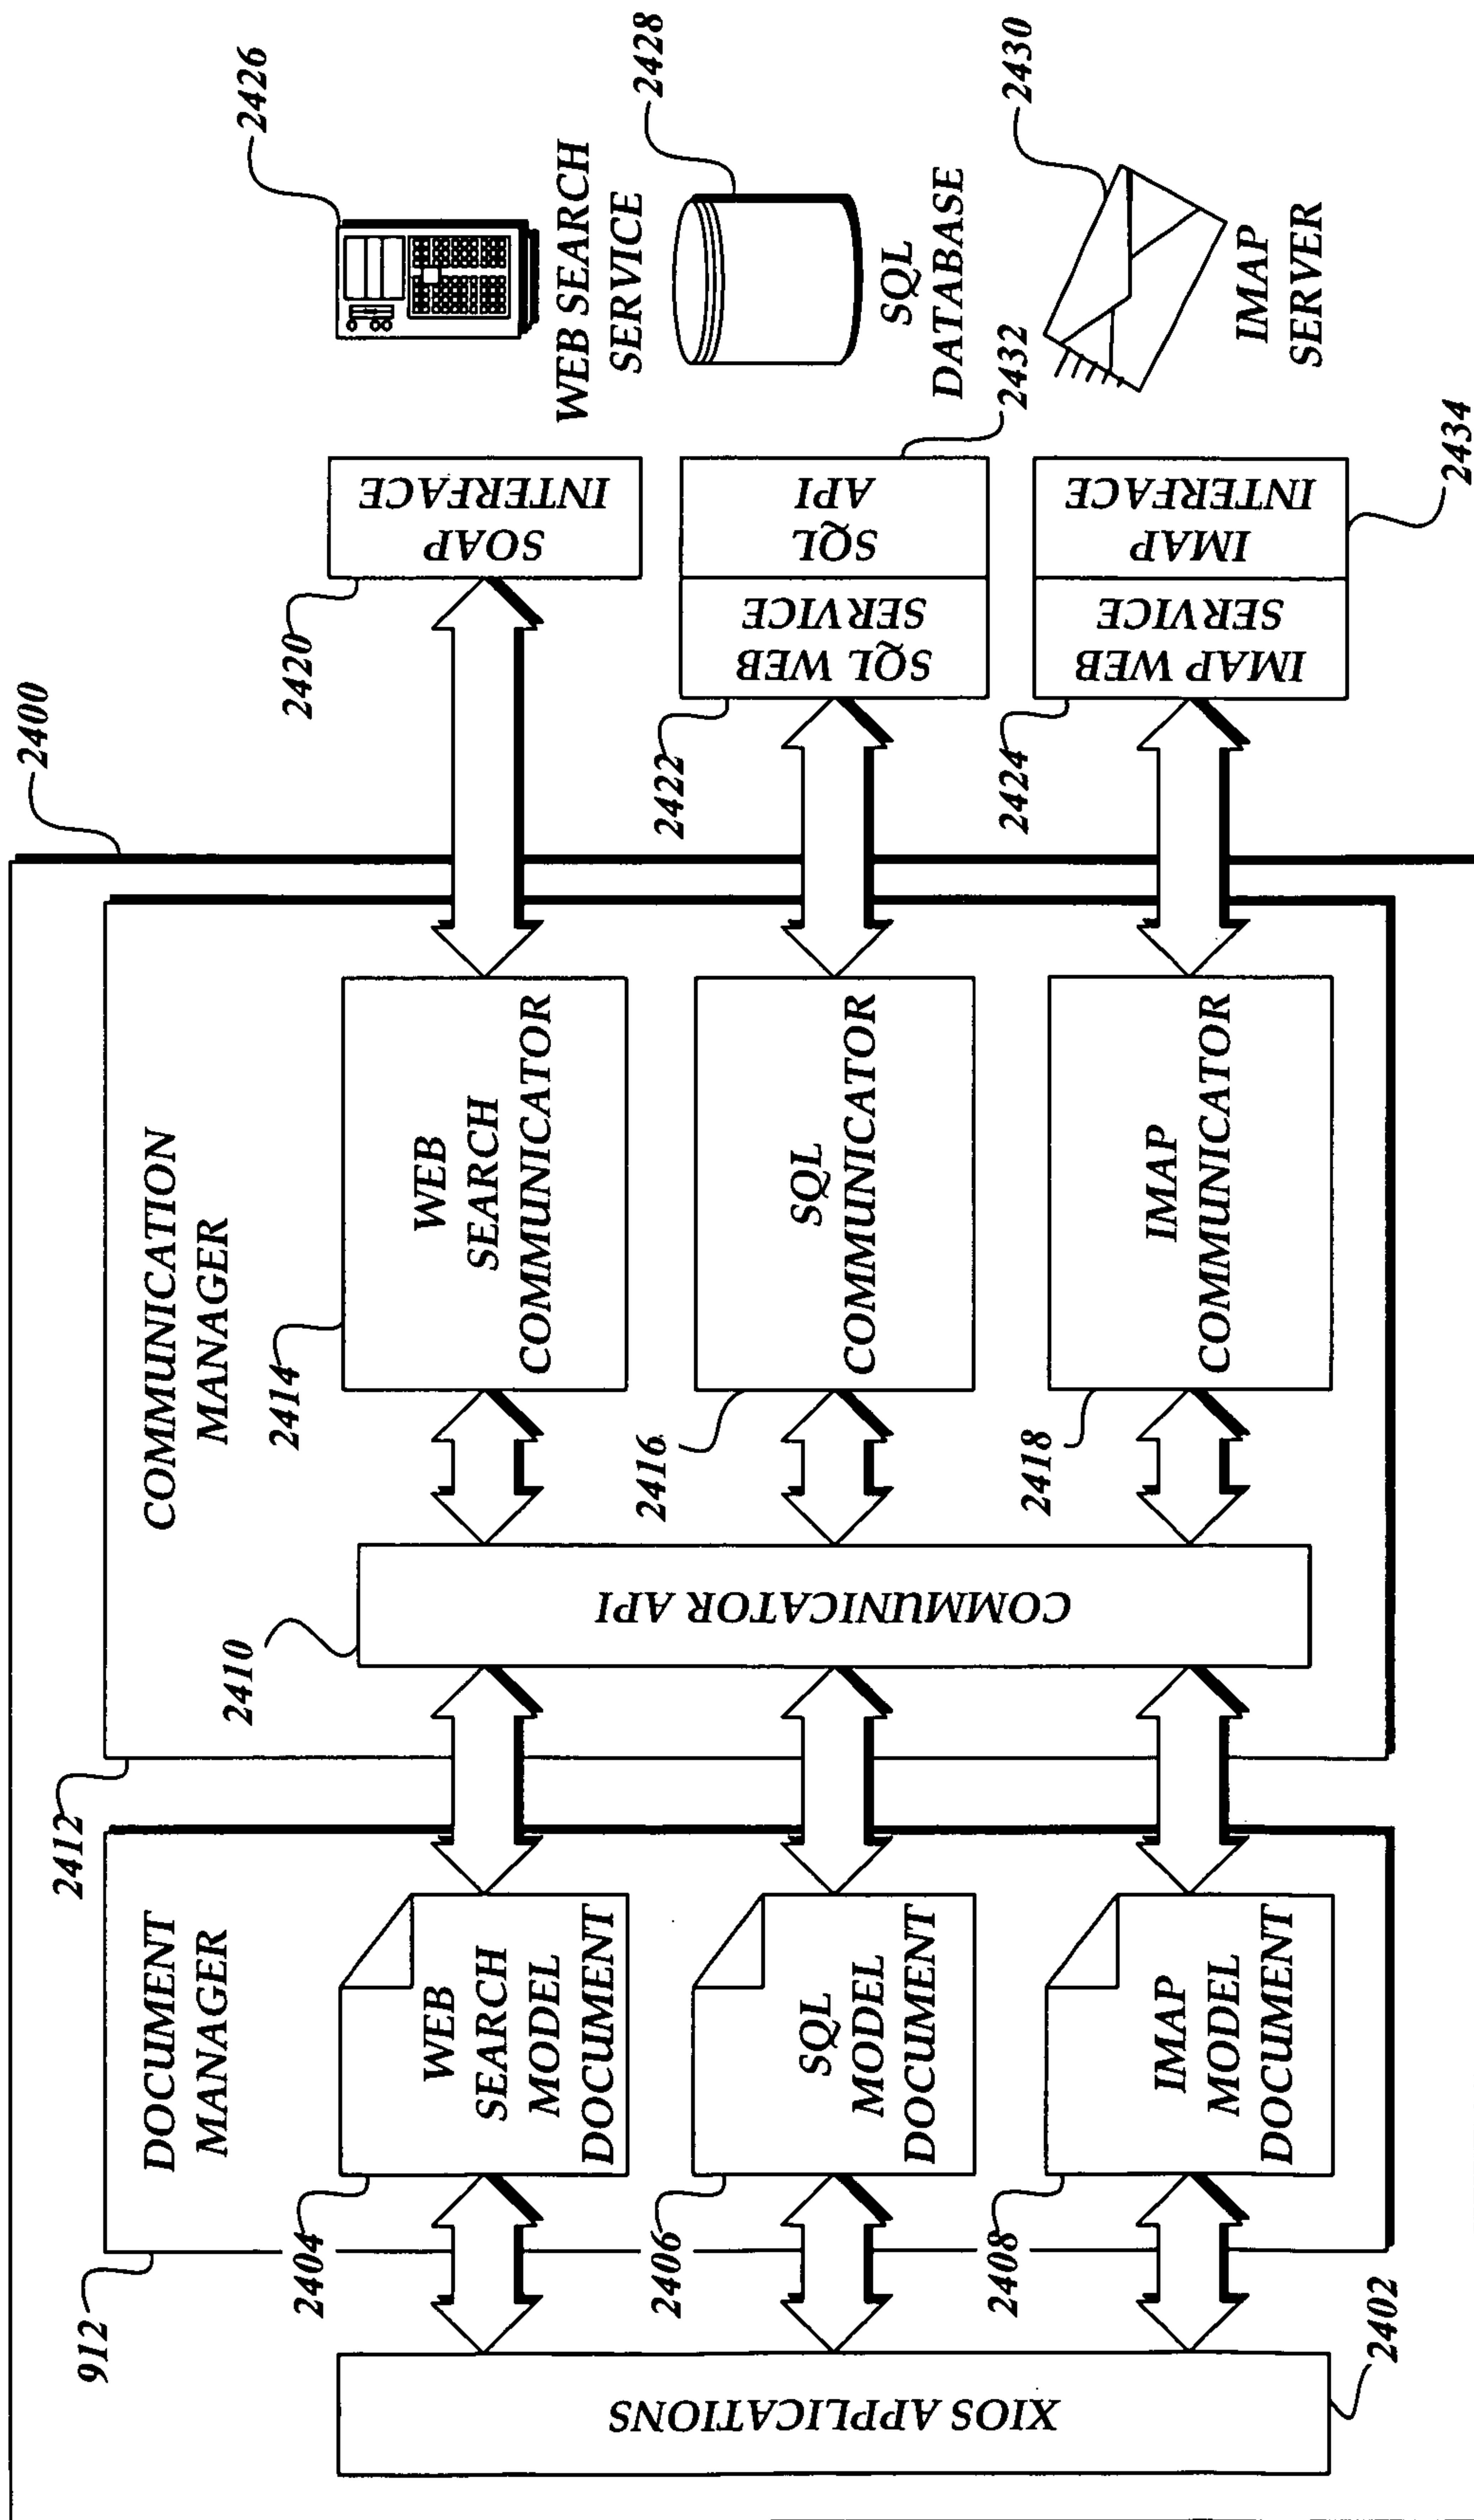 2400
912
DOCUMENT
MANAGER
2412
COMMUNICATION
MANAGER
XIOS APPLICATIONS
2402
2404
WEB
SEARCH
MODEL
DOCUMENT
2406
SQL
MODEL
DOCUMENT
2408
IMAP
MODEL
DOCUMENT
2410
COMMUNICATOR API
2414
WEB
SEARCH
COMMUNICATOR
2416
SQL
COMMUNICATOR
2418
IMAP
COMMUNICATOR
2420
SOAP
INTERFACE
2422
SQL WEB
SERVICE
SQL
API
2432
2424
IMAP WEB
SERVICE
IMAP
INTERFACE
2434
2426
WEB SEARCH
SERVICE
2428
SQL
DATABASE
2430
IMAP
SERVER